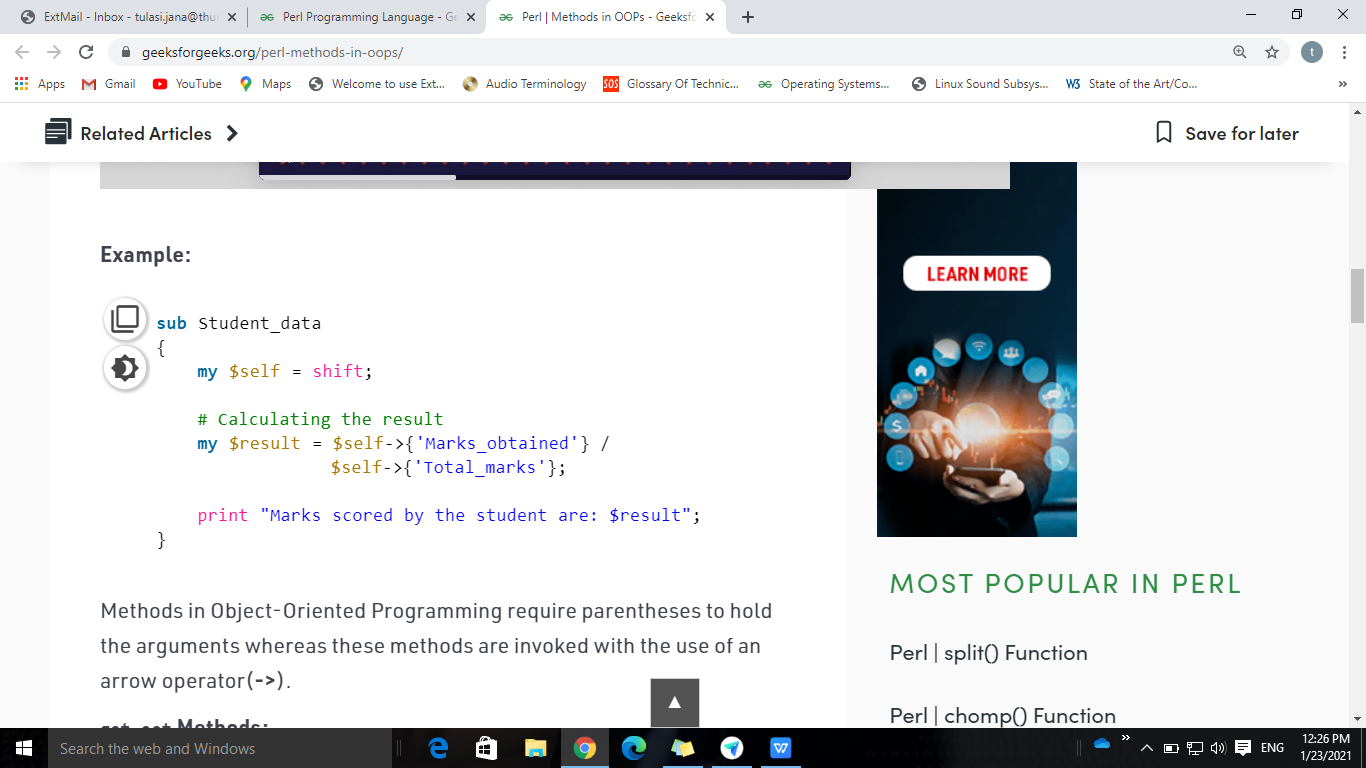 ExtMail - Inbox - tulasi.jana@thu
Perl Programming Language - Ge
Perl | Methods in OOPs - Geeksfo
geeksforgeeks.org/perl-methods-in-oops/
t
Apps Gmail YouTube Maps Welcome to use Ext... Audio Terminology SOS Glossary Of Technic... Operating Systems... Linux Sound Subsys... W3 State of the Art/Co... »
Related Articles
Save for later
LEARN MORE
Example:
sub Student_data
{
    my $self = shift;
    # Calculating the result
    my $result = $self->{'Marks_obtained'} /
                 $self->{'Total_marks'};
    print "Marks scored by the student are: $result";
}
Methods in Object-Oriented Programming require parentheses to hold
the arguments whereas these methods are invoked with the use of an
arrow operator(->).
get-set Methods:
MOST POPULAR IN PERL
Perl | split() Function
Perl | chomp() Function
Search the web and Windows
ENG
12:26 PM
1/23/2021